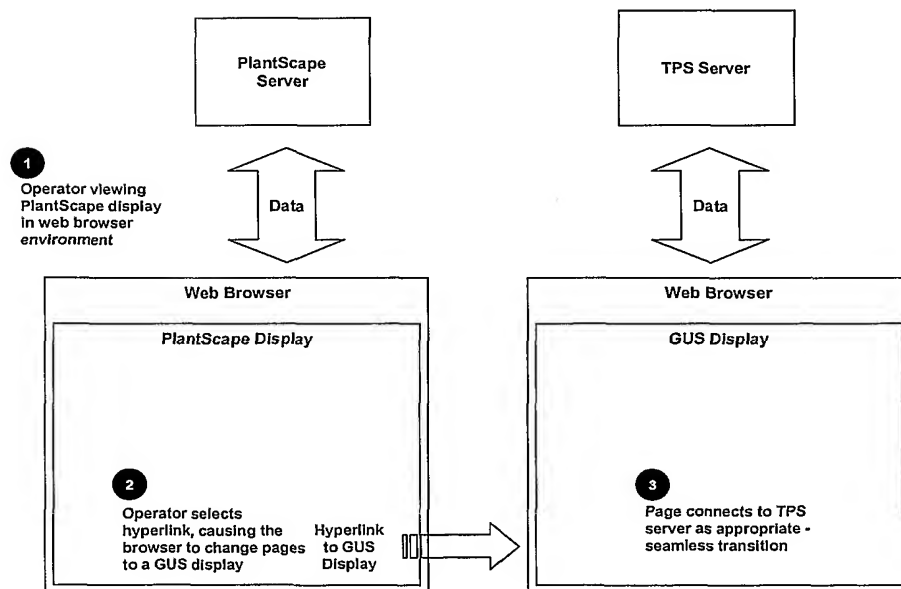 PlantScape
Server
TPS Server
1
Operator viewing
PlantScape display
in web browser
environment
Data
Data
Web Browser
PlantScape Display
2
Operator selects
hyperlink, causing the
browser to change pages
to a GUS display
Hyperlink
to GUS
Display
Web Browser
GUS Display
3
Page connects to TPS
server as appropriate -
seamless transition